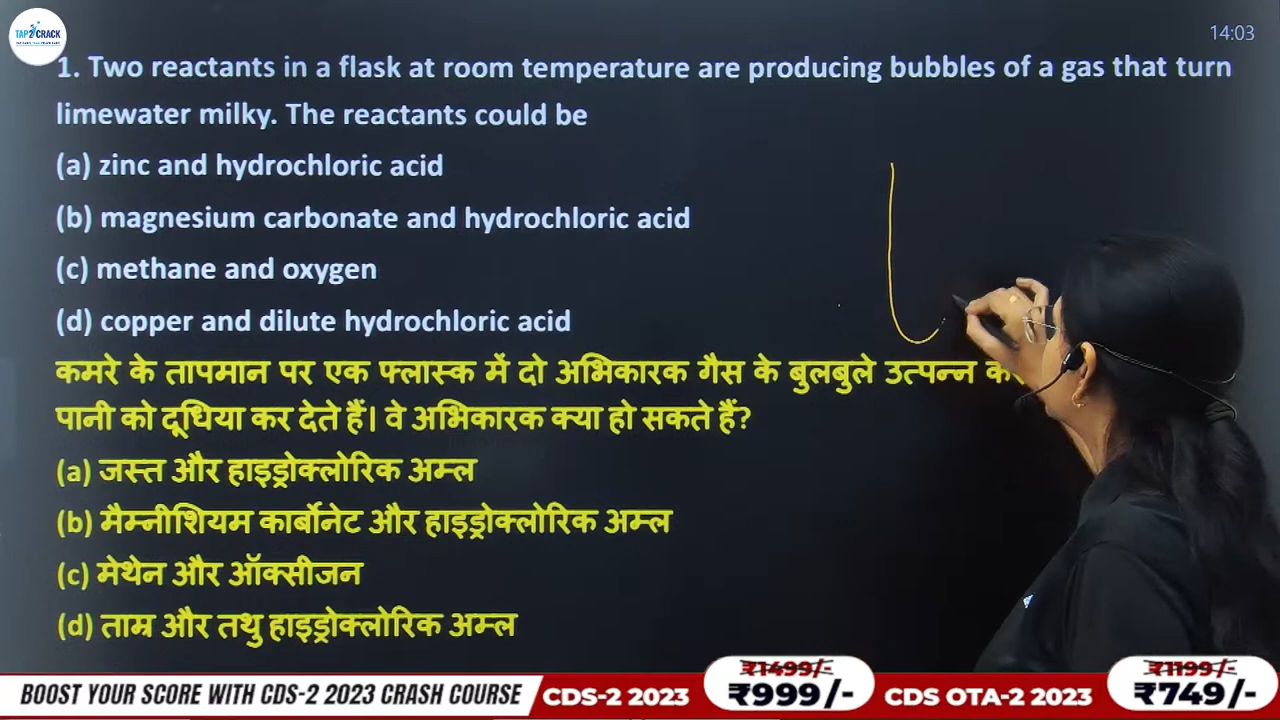 TAP2CRACK
14:03
1. Two reactants in a flask at room temperature are producing bubbles of a gas that turn
limewater milky. The reactants could be
(a) zinc and hydrochloric acid
(b) magnesium carbonate and hydrochloric acid
(c) methane and oxygen
(d) copper and dilute hydrochloric acid
कमरे के तापमान पर एक फ्लास्क में दो अभिकारक गैस के बुलबुले उत्पन्न
पानी को दूधिया कर देते हैं। वे अभिकारक क्या हो सकते हैं?
(a) जस्त और हाइड्रोक्लोरिक अम्ल
(b) मैग्नीशियम कार्बोनेट और हाइड्रोक्लोरिक अम्ल
(c) मेथेन और ऑक्सीजन
(d) ताम्र और तथु हाइड्रोक्लोरिक अम्ल
BOOST YOUR SCORE WITH CDS-2 2023 CRASH COURSE
CDS-2 2023
₹1499/-
₹999/-
CDS OTA-2 2023
₹1199/-
₹749/-